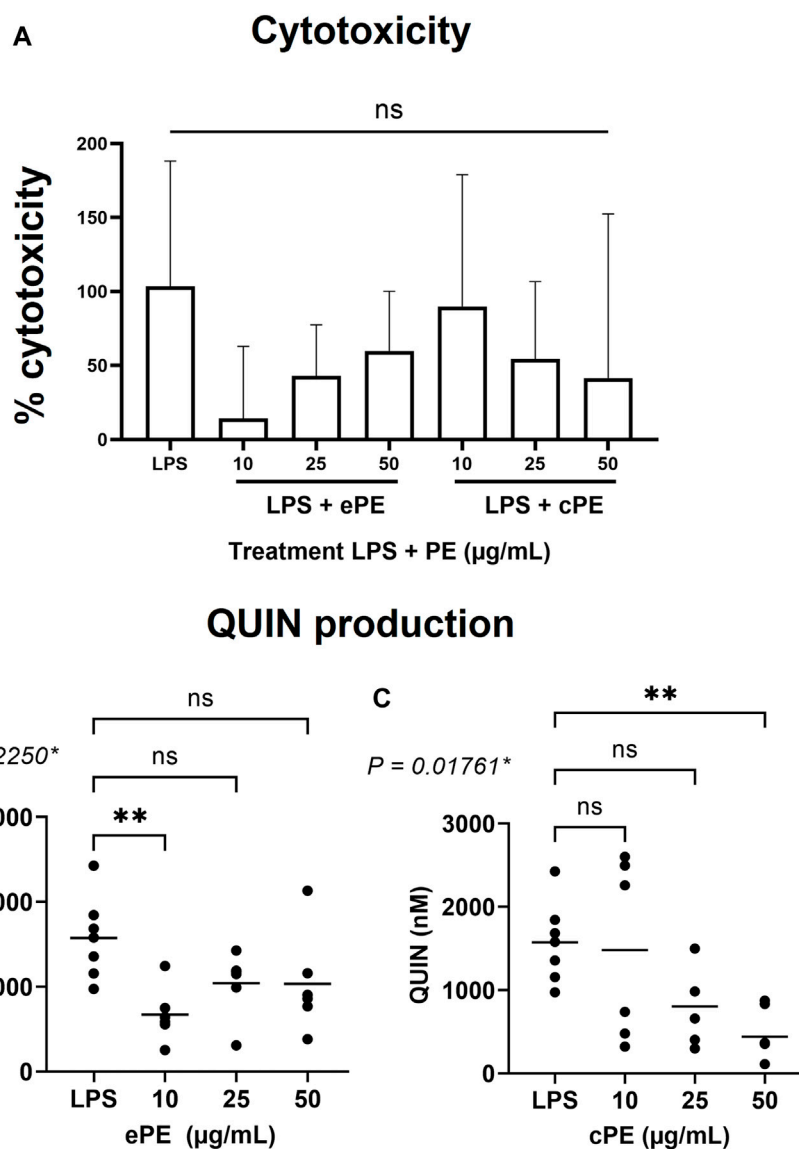 A
Cytotoxicity
ns
200
150
100
50
0
% cytotoxicity
LPS 10 25 50 10 25 50
LPS + ePE LPS + cPE
Treatment LPS + PE (µg/mL)
QUIN production
ns
2250*
ns
**
000
000
000
0
LPS 10 25 50
ePE (µg/mL)
C
**
P = 0.01761*
ns
ns
3000
2000
1000
0
QUIN (nM)
LPS 10 25 50
cPE (µg/mL)